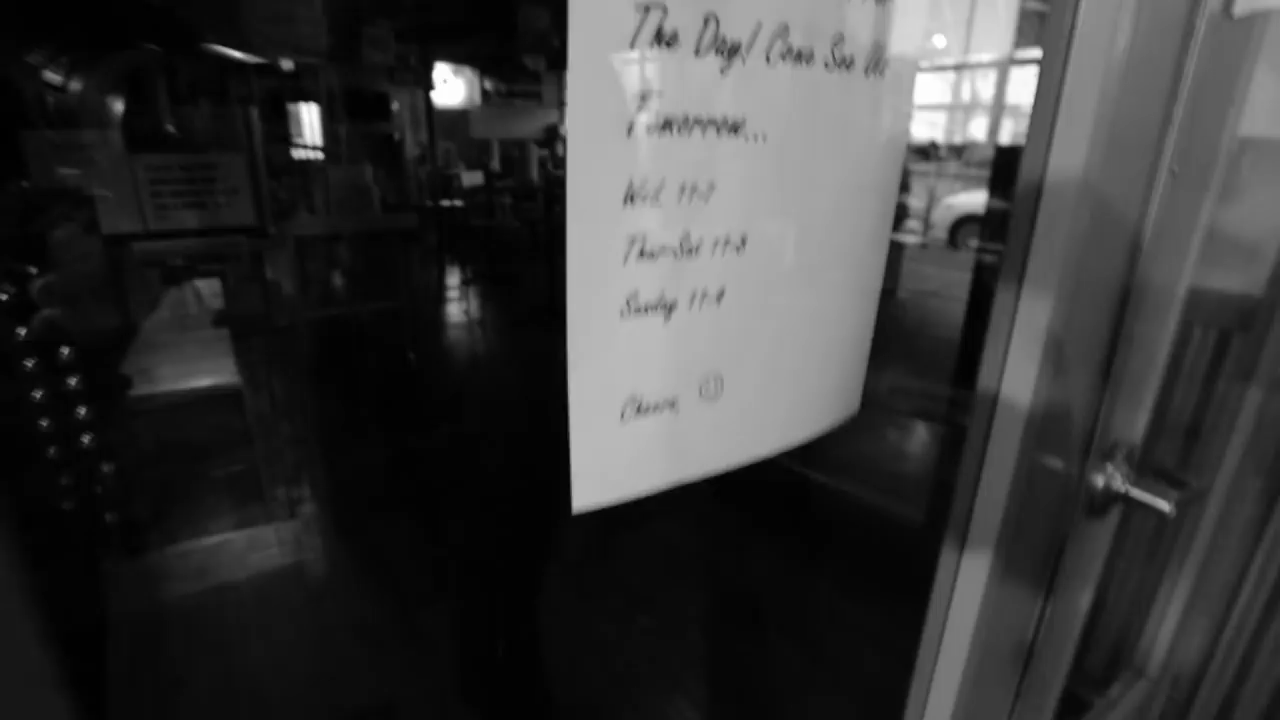 The Day! Come See Us
Tomorrow...
Wed. 11-7
Thur-Sat 11-8
Sunday 11-4
Cheers,